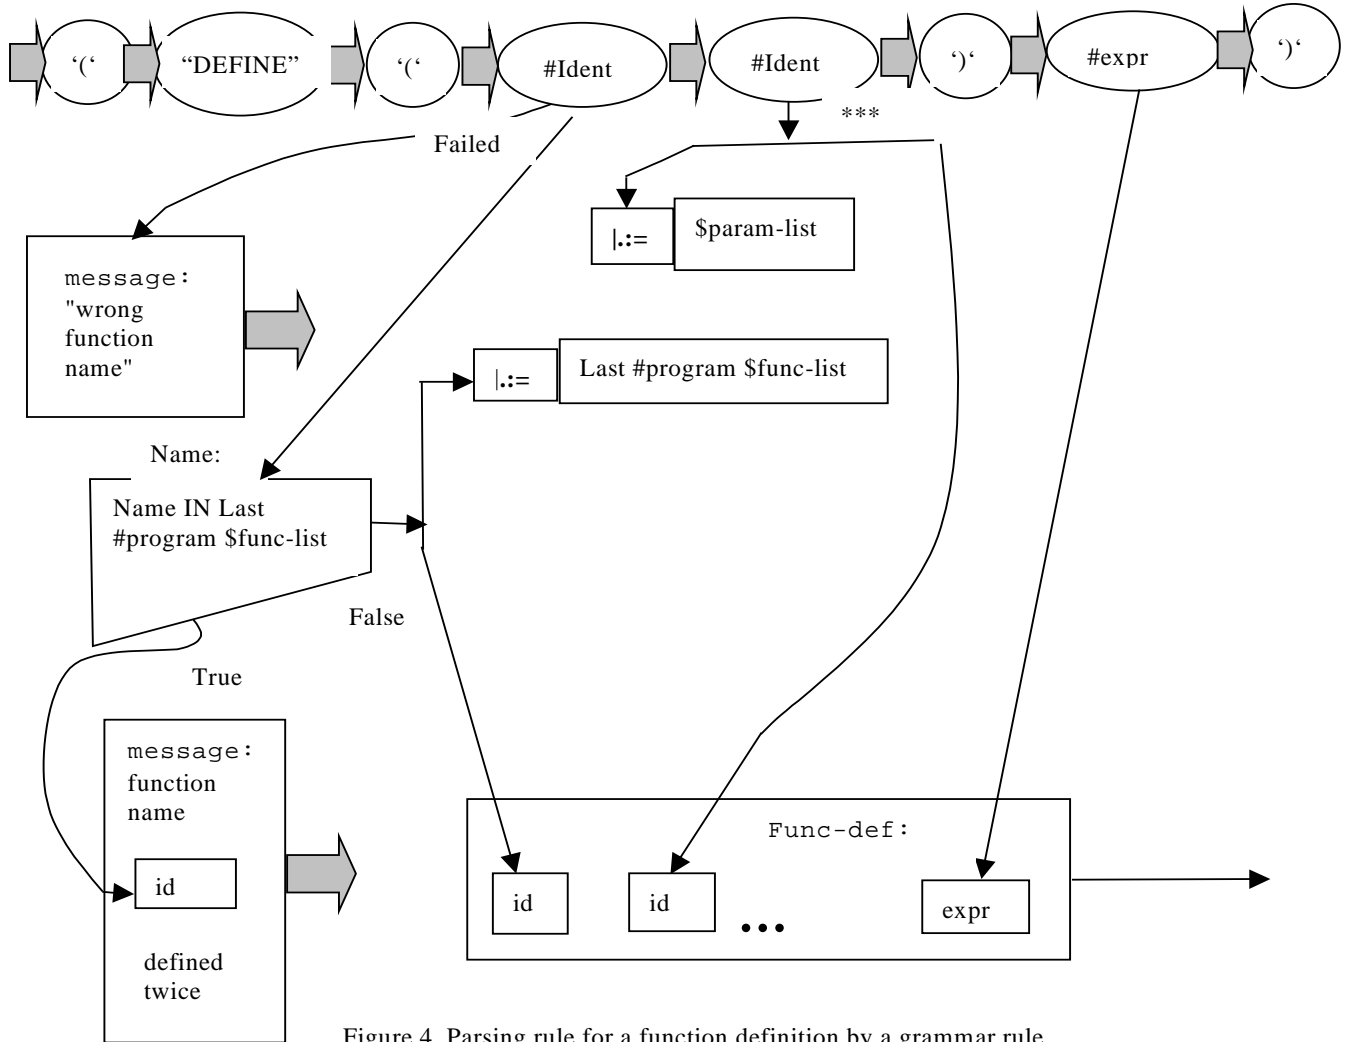 ‘(‘
“DEFINE”
‘(‘
#Ident
#Ident
‘)‘
#expr
‘)‘
***
Failed
|.:=
$param-list
message:
"wrong
function
name"
|.:=
Last #program $func-list
Name:
Name IN Last
#program $func-list
False
True
message:
function
name
id
defined
twice
Func-def:
id
id
•••
expr
Figure 4. Parsing rule for a function definition by a grammar rule